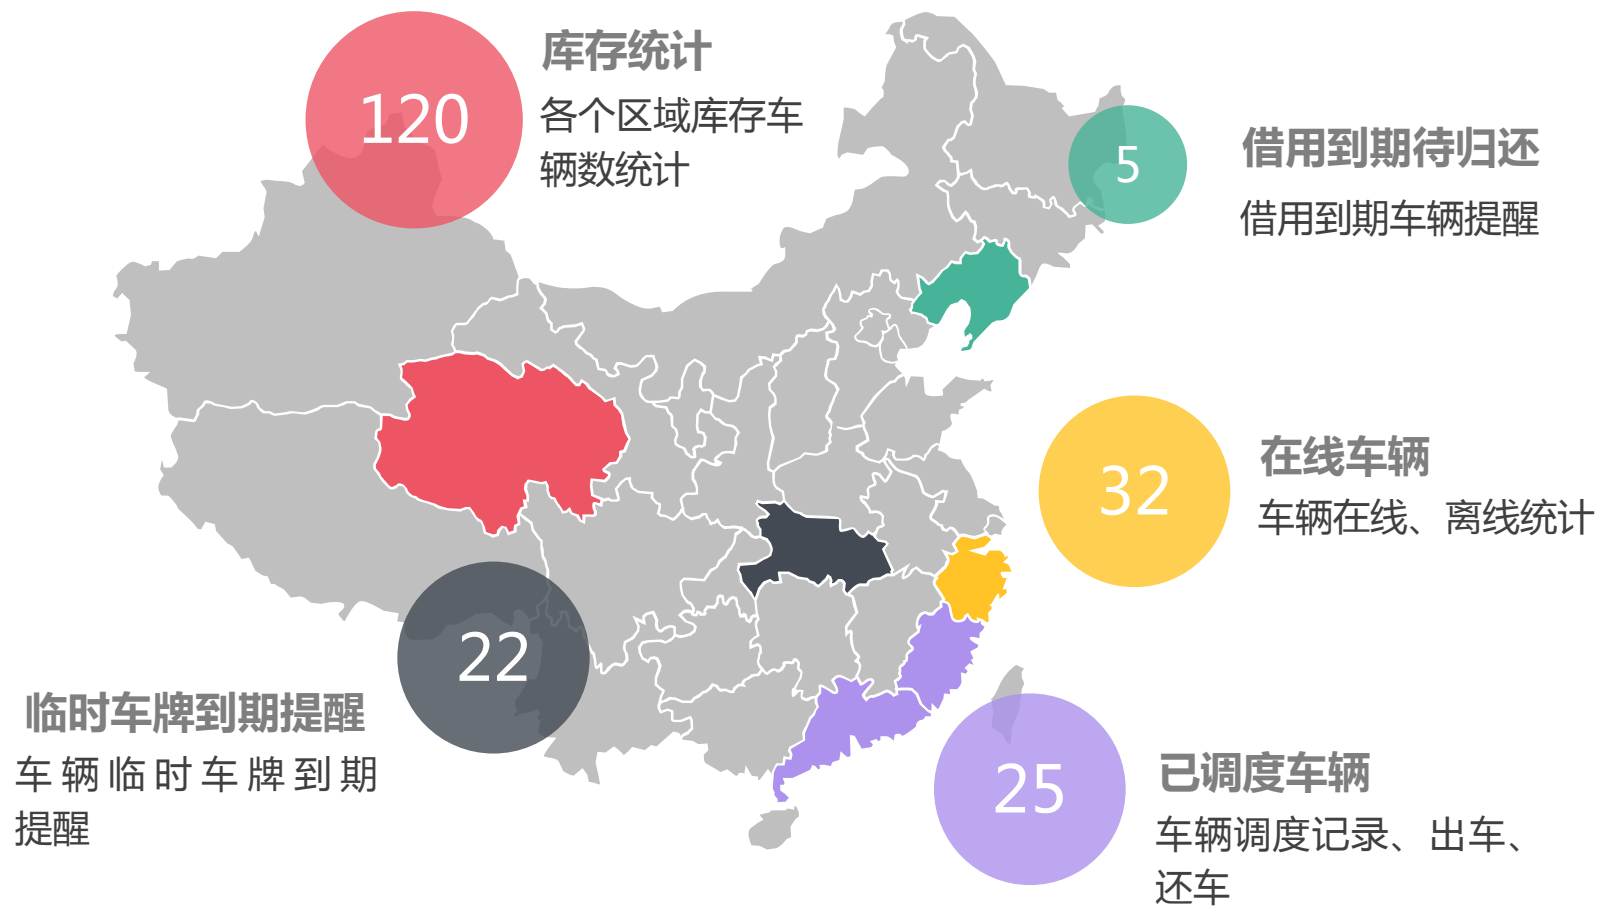 120
库存统计
各个区域库存车
辆数统计
5
借用到期待归还
借用到期车辆提醒
32
在线车辆
车辆在线、离线统计
22
临时车牌到期提醒
车辆临时车牌到期
提醒
25
已调度车辆
车辆调度记录、出车、
还车